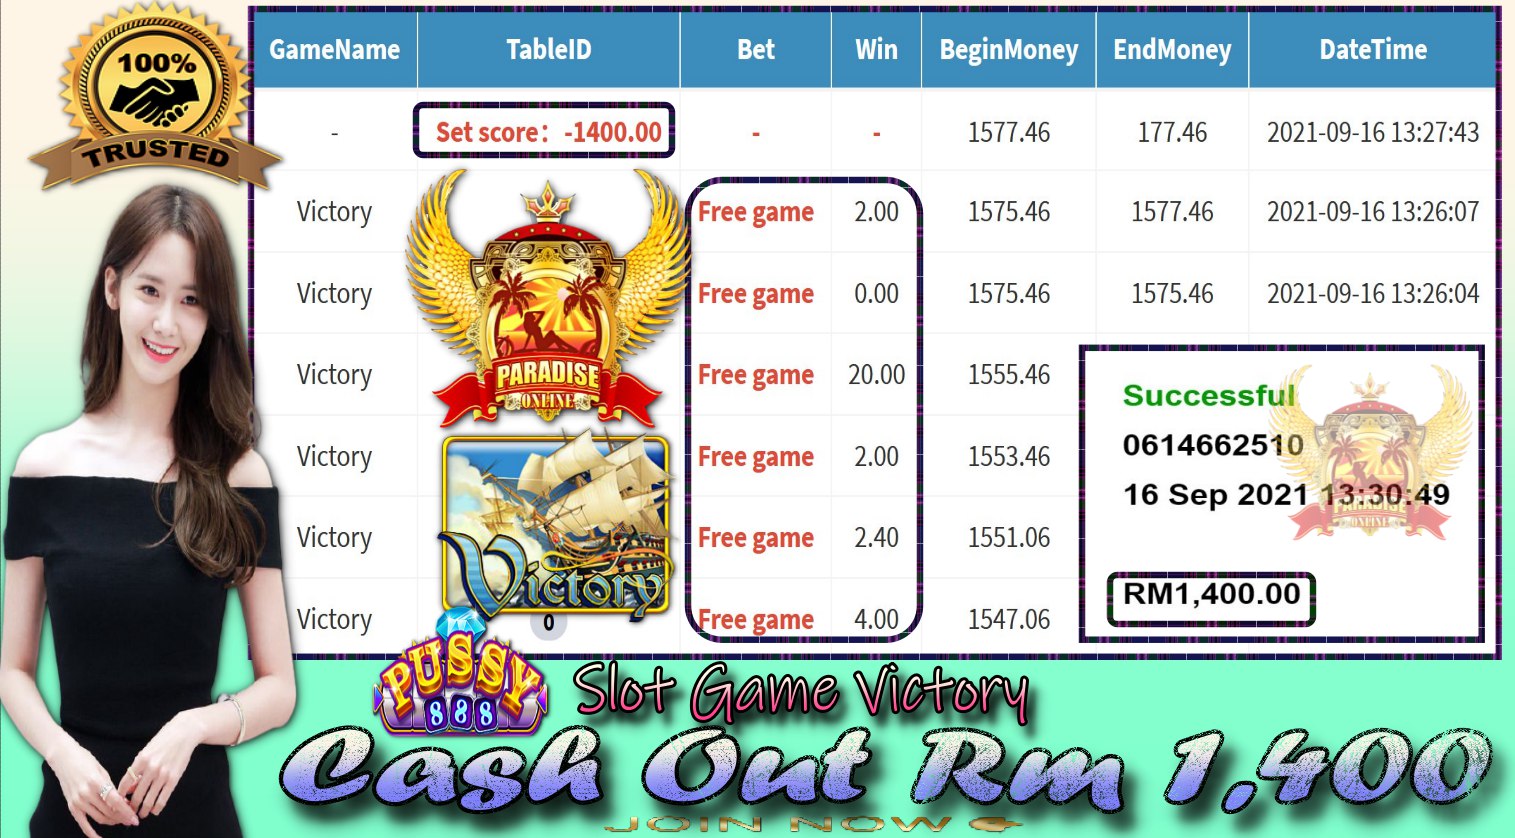 100%
TRUSTED
GameName TableID Bet Win BeginMoney EndMoney DateTime
- Set score: -1400.00 - - 1577.46 177.46 2021-09-16 13:27:43
Victory Free game 2.00 1575.46 1577.46 2021-09-16 13:26:07
Victory Free game 0.00 1575.46 1575.46 2021-09-16 13:26:04
Victory Free game 20.00 1555.46
Victory Free game 2.00 1553.46
Victory Free game 2.40 1551.06
Victory 0 Free game 4.00 1547.06
PARADISE
ONLINE
Victory
Successful
0614662510
16 Sep 2021 13:30:49
PARADISE
ONLINE
RM1,400.00
PUSSY
888
Slot Game Victory
Cash Out Rm 1,400
JOIN NOW